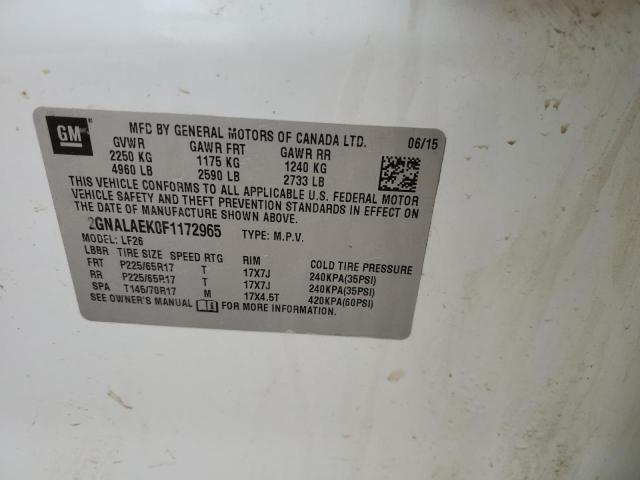 GM
MFD BY GENERAL MOTORS OF CANADA LTD. 06/15
GVWR GAWR FRT GAWR RR
2250 KG 1175 KG 1240 KG
4960 LB 2590 LB 2733 LB
THIS VEHICLE CONFORMS TO ALL APPLICABLE U.S. FEDERAL MOTOR
VEHICLE SAFETY AND THEFT PREVENTION STANDARDS IN EFFECT ON
THE DATE OF MANUFACTURE SHOWN ABOVE.
2GNALAEK0F1172965 TYPE: M.P.V.
MODEL: LF26
LBBR TIRE SIZE SPEED RTG RIM COLD TIRE PRESSURE
FRT P225/65R17 T 17X7J 240KPA(35PSI)
RR P225/65R17 T 17X7J 240KPA(35PSI)
SPA T145/70R17 M 17X4.5T 420KPA(60PSI)
SEE OWNER'S MANUAL FOR MORE INFORMATION